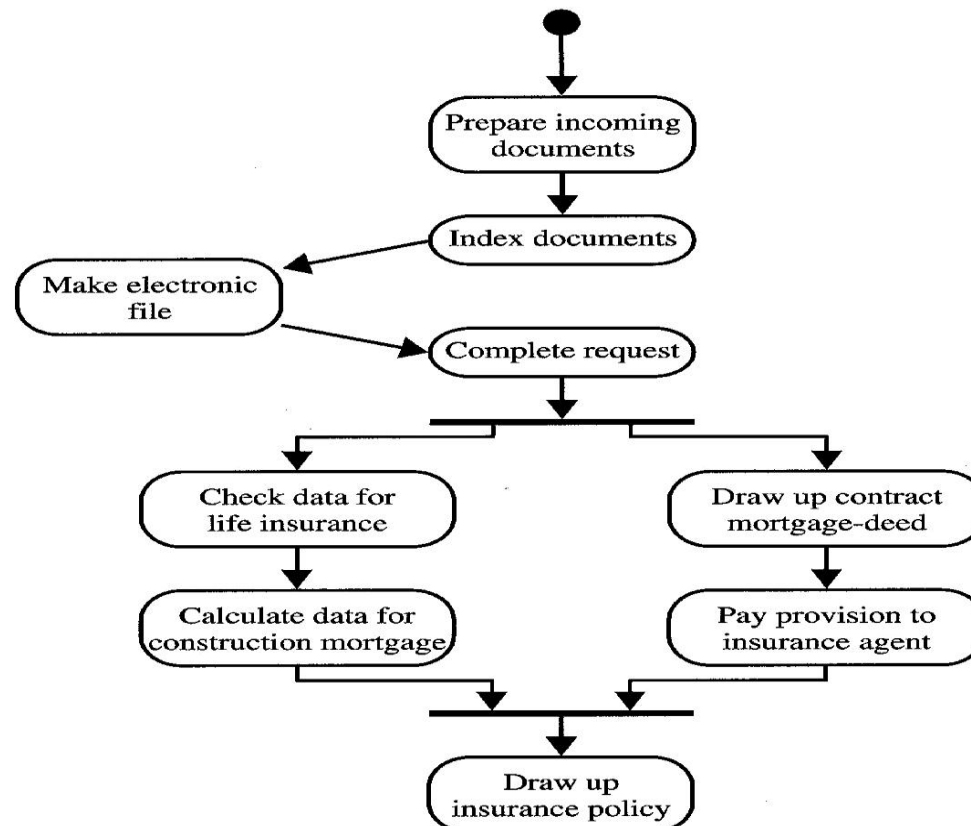 Prepare incoming
documents
Index documents
Make electronic
file
Complete request
Check data for
life insurance
Draw up contract
mortgage-deed
Calculate data for
construction mortgage
Pay provision to
insurance agent
Draw up
insurance policy